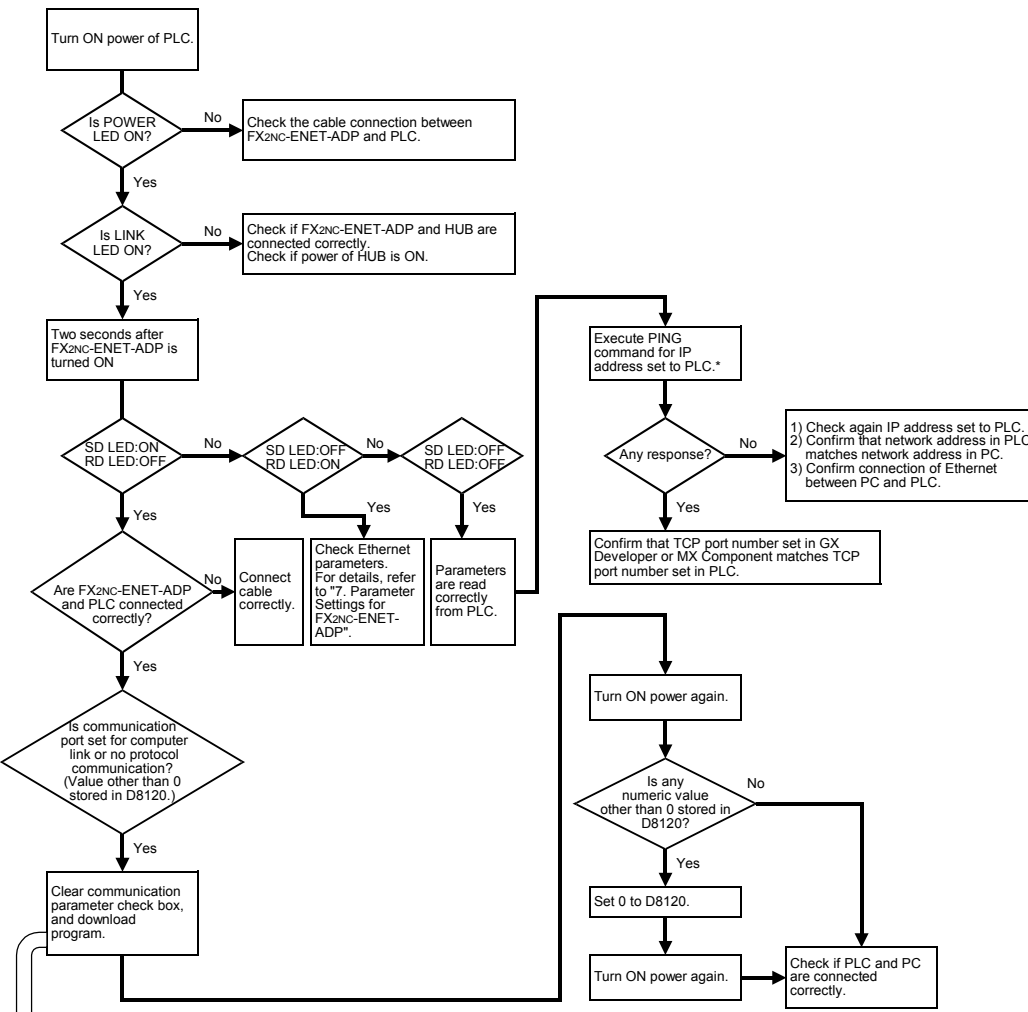 Turn ON power of PLC.
Is POWER
LED ON?
No
Check the cable connection between
FX2NC-ENET-ADP and PLC.
Yes
Is LINK
LED ON?
No
Check if FX2NC-ENET-ADP and HUB are
connected correctly.
Check if power of HUB is ON.
Yes
Two seconds after
FX2NC-ENET-ADP is
turned ON
SD LED:ON
RD LED:OFF
No
SD LED:OFF
RD LED:ON
No
SD LED:OFF
RD LED:OFF
Yes
Yes
Yes
Are FX2NC-ENET-ADP
and PLC connected
correctly?
No
Connect
cable
correctly.
Check Ethernet
parameters.
For details, refer
to "7. Parameter
Settings for
FX2NC-ENET-
ADP".
Parameters
are read
correctly
from PLC.
Yes
Is communication
port set for computer
link or no protocol
communication?
(Value other than 0
stored in D8120.)
Yes
Clear communication
parameter check box,
and download
program.
Execute PING
command for IP
address set to PLC.*
Any response?
No
1) Check again IP address set to PLC.
2) Confirm that network address in PLC
matches network address in PC.
3) Confirm connection of Ethernet
between PC and PLC.
Yes
Confirm that TCP port number set in GX
Developer or MX Component matches TCP
port number set in PLC.
Turn ON power again.
Is any
numeric value
other than 0 stored in
D8120?
No
Yes
Set 0 to D8120.
Turn ON power again.
Check if PLC and PC
are connected
correctly.